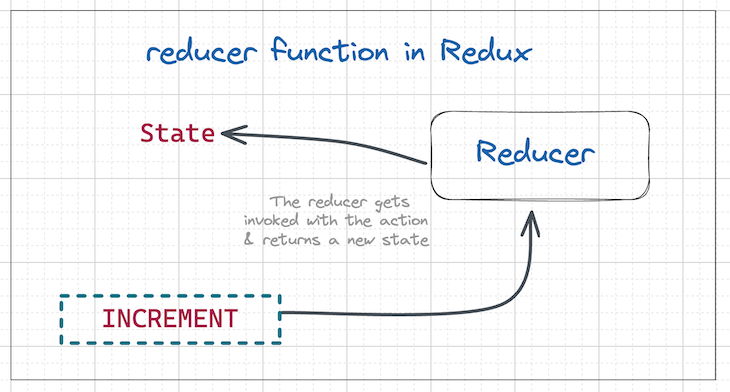 reducer function in Redux
State
Reducer
The reducer gets
invoked with the action
& returns a new state
INCREMENT